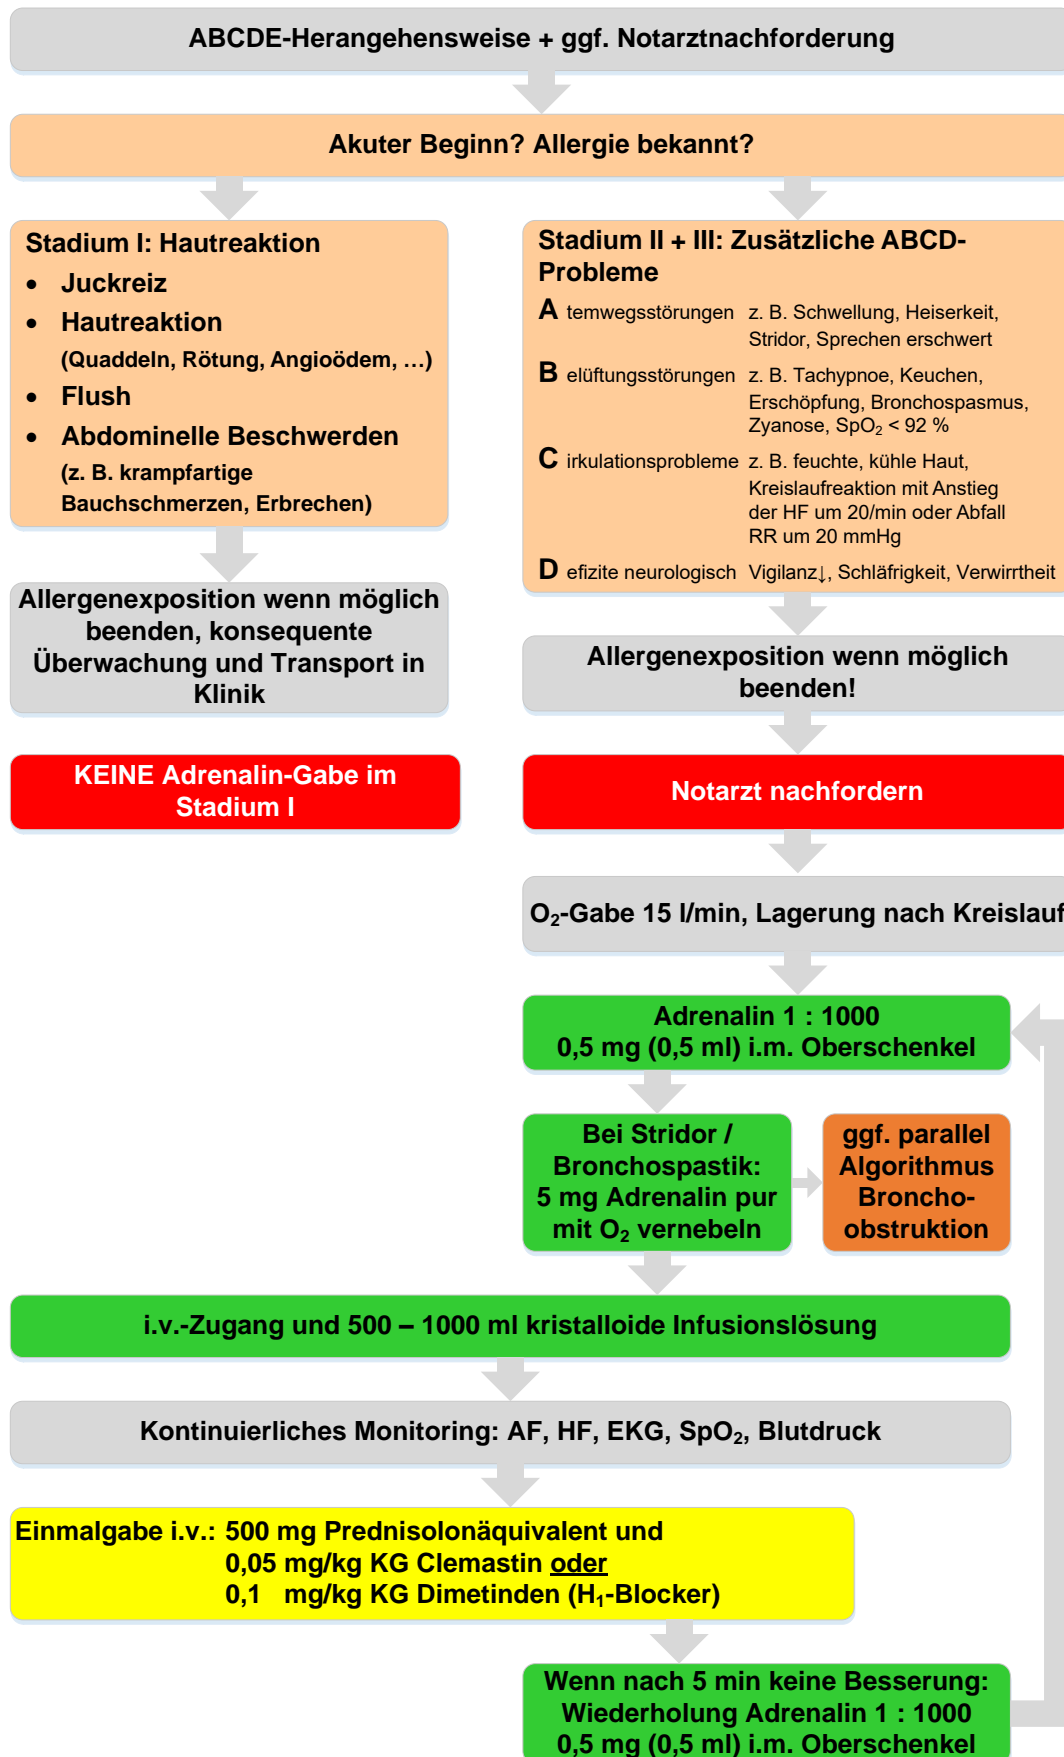 ABCDE-Herangehensweise + ggf. Notarztnachforderung
Akuter Beginn? Allergie bekannt?
Stadium I: Hautreaktion
• Juckreiz
• Hautreaktion
(Quaddeln, Rötung, Angioödem, …)
• Flush
• Abdominelle Beschwerden
(z. B. krampfartige
Bauchschmerzen, Erbrechen)
Allergenexposition wenn möglich
beenden, konsequente
Überwachung und Transport in
Klinik
KEINE Adrenalin-Gabe im
Stadium I
Stadium II + III: Zusätzliche ABCD-
Probleme
A temwegsstörungen z. B. Schwellung, Heiserkeit,
Stridor, Sprechen erschwert
B elüftungsstörungen z. B. Tachypnoe, Keuchen,
Erschöpfung, Bronchospasmus,
Zyanose, SpO₂ < 92 %
C irkulationsprobleme z. B. feuchte, kühle Haut,
Kreislaufreaktion mit Anstieg
der HF um 20/min oder Abfall
RR um 20 mmHg
D efizite neurologisch Vigilanz↓, Schläfrigkeit, Verwirrtheit
Allergenexposition wenn möglich
beenden!
Notarzt nachfordern
O₂-Gabe 15 l/min, Lagerung nach Kreislauf
Adrenalin 1 : 1000
0,5 mg (0,5 ml) i.m. Oberschenkel
Bei Stridor /
Bronchospastik:
5 mg Adrenalin pur
mit O₂ vernebeln
ggf. parallel
Algorithmus
Broncho-
obstruktion
i.v.-Zugang und 500 – 1000 ml kristalloide Infusionslösung
Kontinuierliches Monitoring: AF, HF, EKG, SpO₂, Blutdruck
Einmalgabe i.v.: 500 mg Prednisolonäquivalent und
0,05 mg/kg KG Clemastin oder
0,1 mg/kg KG Dimetinden (H₁-Blocker)
Wenn nach 5 min keine Besserung:
Wiederholung Adrenalin 1 : 1000
0,5 mg (0,5 ml) i.m. Oberschenkel